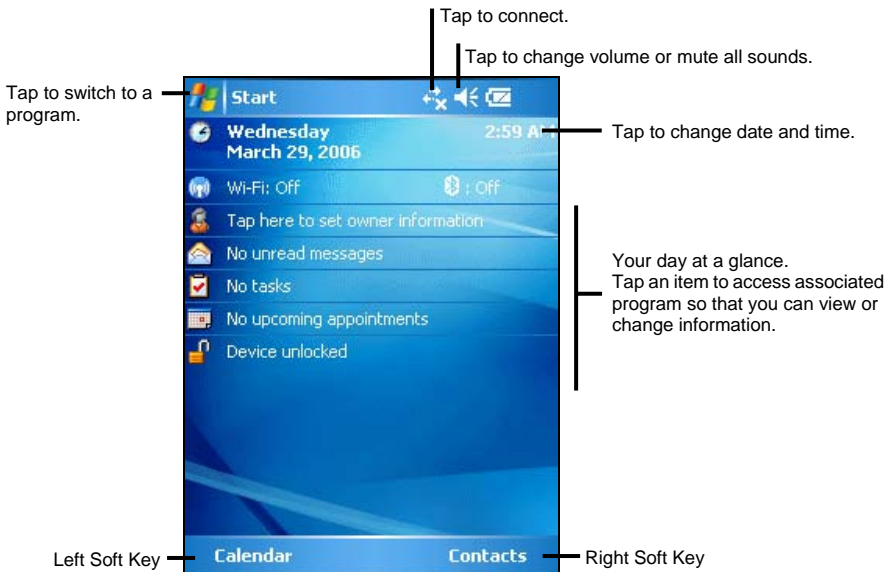 Tap to connect.
Tap to change volume or mute all sounds.
Tap to switch to a
program.
Start
Wednesday
March 29, 2006
2:59 AM
Tap to change date and time.
Wi-Fi: Off
: Off
Tap here to set owner information
No unread messages
No tasks
No upcoming appointments
Device unlocked
Your day at a glance.
Tap an item to access associated
program so that you can view or
change information.
Left Soft Key
Calendar
Contacts
Right Soft Key